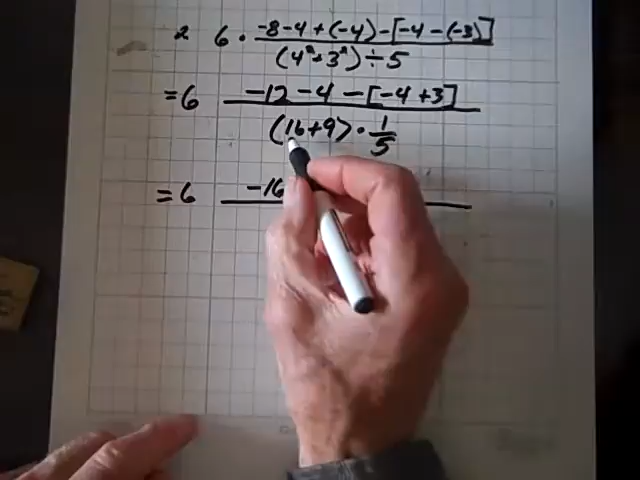 2 6 · -8-4+(-4)-[-4-(-3)]
(4²+3²)÷5
=6 -12-4-[-4+3]
(16+9)·1/5
=6 -16